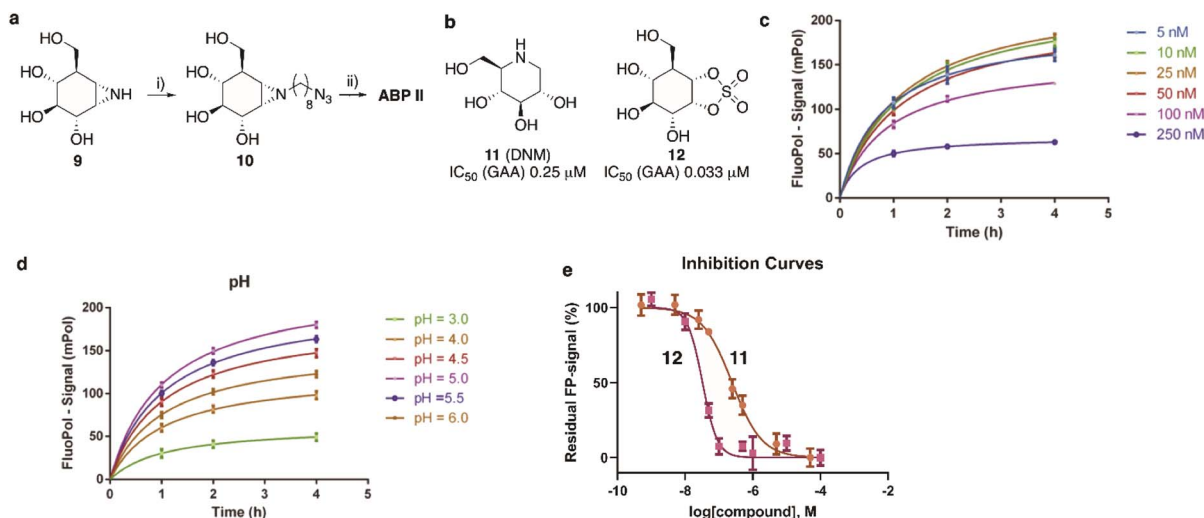 a
HO
HO
HO
OH
NH
9
i)
HO
HO
HO
OH
N
( )
8
N₃
10
ii)
ABP II
b
HO
HO
H
N
OH
OH
11 (DNM)
IC₅₀ (GAA) 0.25 µM
HO
HO
HO
OH
O
O
S
O
O
12
IC₅₀ (GAA) 0.033 µM
c
FluoPol - Signal (mPol)
200
150
100
50
0
0 1 2 3 4 5
Time (h)
5 nM
10 nM
25 nM
50 nM
100 nM
250 nM
d
pH
FluoPol - Signal (mPol)
200
150
100
50
0
0 1 2 3 4 5
Time (h)
pH = 3.0
pH = 4.0
pH = 4.5
pH = 5.0
pH =5.5
pH = 6.0
e
Inhibition Curves
Residual FP-signal (%)
100
50
0
12
11
-10 -8 -6 -4 -2
log[compound], M